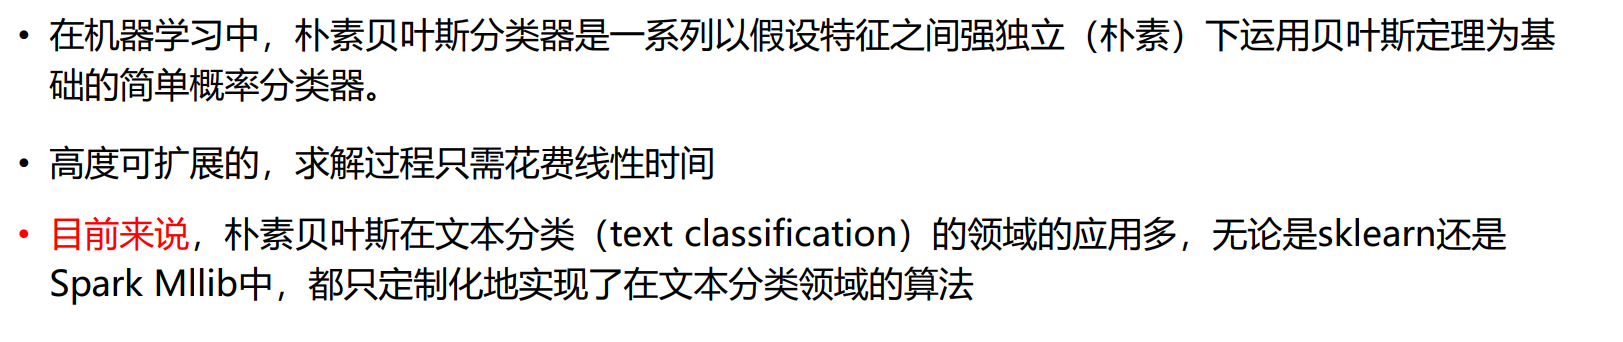 • 在机器学习中，朴素贝叶斯分类器是一系列以假设特征之间强独立（朴素）下运用贝叶斯定理为基
础的简单概率分类器。
• 高度可扩展的，求解过程只需花费线性时间
• 目前来说，朴素贝叶斯在文本分类（text classification）的领域的应用多，无论是sklearn还是
Spark Mllib中，都只定制化地实现了在文本分类领域的算法